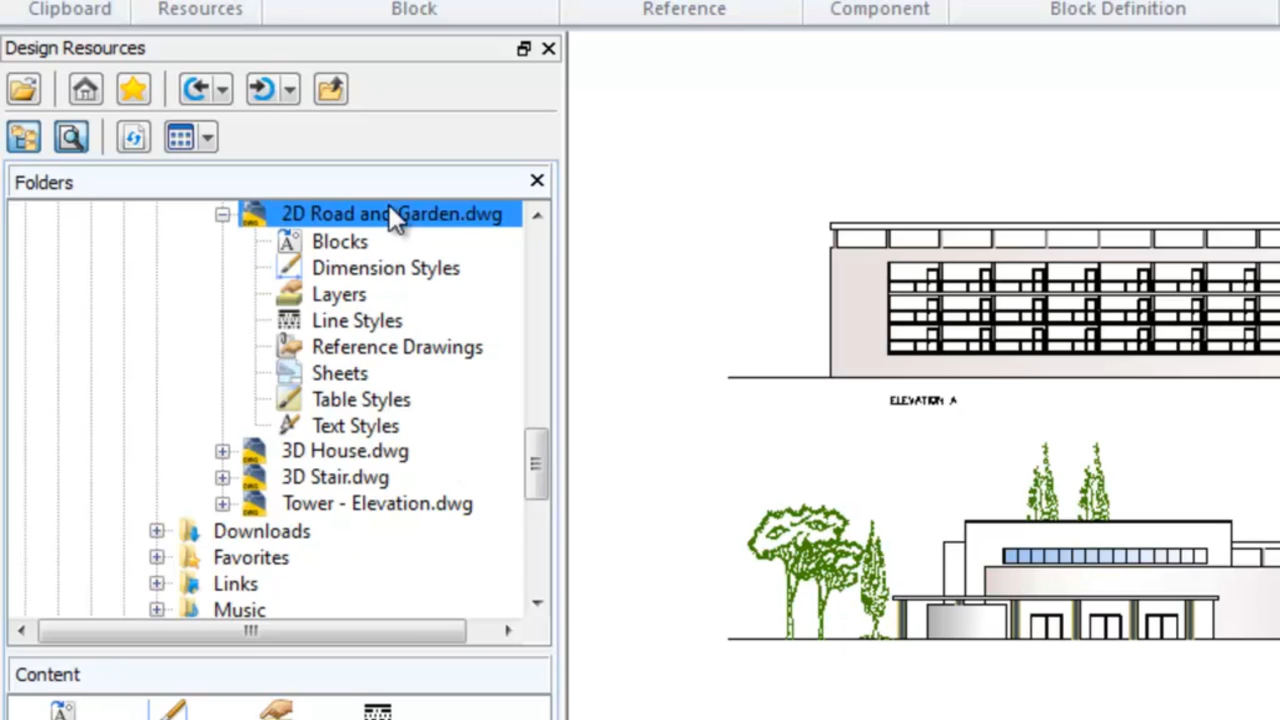 Clipboard Resources Block Reference Component Block Definition
Design Resources
Folders
2D Road and Garden.dwg
Blocks
Dimension Styles
Layers
Line Styles
Reference Drawings
Sheets
Table Styles
Text Styles
3D House.dwg
3D Stair.dwg
Tower - Elevation.dwg
Downloads
Favorites
Links
Music
Content
ELEVATION A